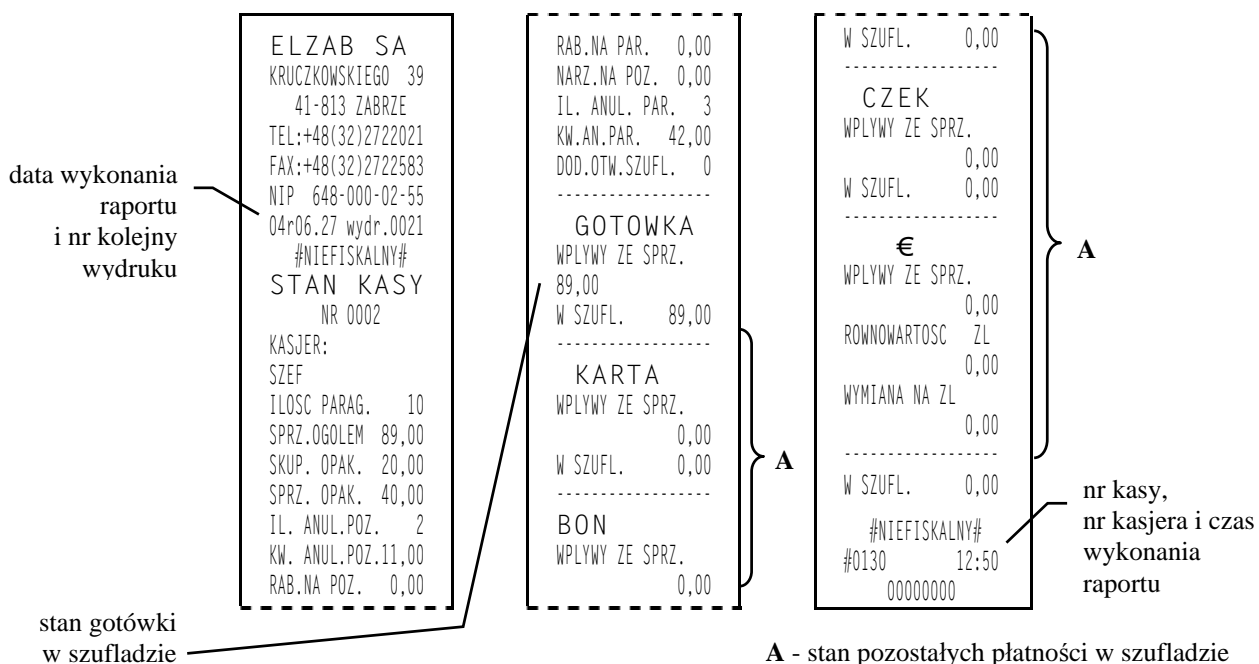 data wykonania
raportu
i nr kolejny
wydruku
ELZAB SA
KRUCZKOWSKIEGO 39
41-813 ZABRZE
TEL:+48(32)2722021
FAX:+48(32)2722583
NIP 648-000-02-55
04r06.27 wydr.0021
#NIEFISKALNY#
STAN KASY
NR 0002
KASJER:
SZEF
ILOSC PARAG. 10
SPRZ.OGOLEM 89,00
SKUP. OPAK. 20,00
SPRZ. OPAK. 40,00
IL. ANUL.POZ. 2
KW. ANUL.POZ.11,00
RAB.NA POZ. 0,00
stan gotówki
w szufladzie
RAB.NA PAR. 0,00
NARZ.NA POZ. 0,00
IL. ANUL. PAR. 3
KW.AN.PAR. 42,00
DOD.OTW.SZUFL. 0
-----------------
GOTOWKA
WPLYWY ZE SPRZ.
89,00
W SZUFL. 89,00
-----------------
KARTA
WPLYWY ZE SPRZ.
0,00
W SZUFL. 0,00
-----------------
BON
WPLYWY ZE SPRZ.
0,00
A
W SZUFL. 0,00
-----------------
CZEK
WPLYWY ZE SPRZ.
0,00
W SZUFL. 0,00
-----------------
€
WPLYWY ZE SPRZ.
0,00
ROWNOWARTOSC ZL
0,00
WYMIANA NA ZL
0,00
-----------------
W SZUFL. 0,00
#NIEFISKALNY#
#0130 12:50
00000000
A
nr kasy,
nr kasjera i czas
wykonania
raportu
A - stan pozostałych płatności w szufladzie